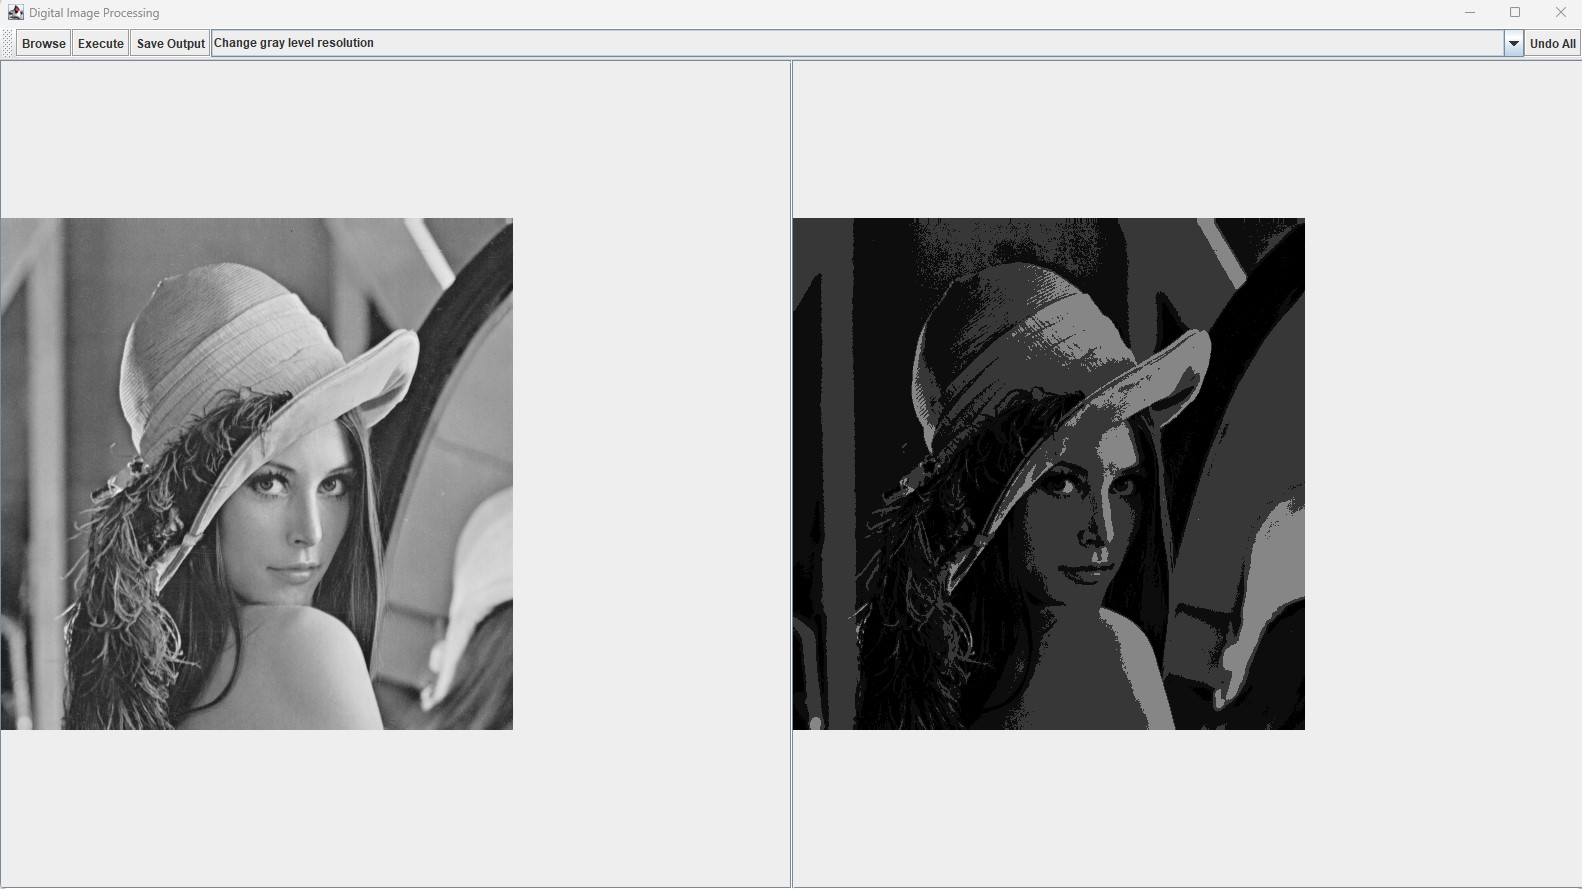 Digital Image Processing
Browse Execute Save Output Change gray level resolution Undo All